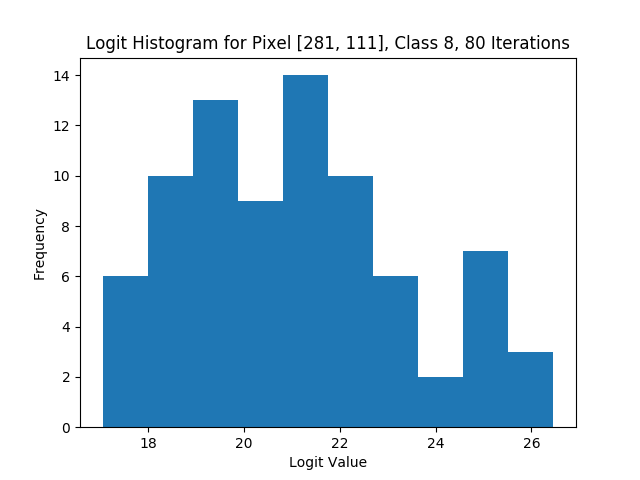 Logit Histogram for Pixel [281, 111], Class 8, 80 Iterations
14
12
10
8
6
4
2
0
Frequency
18 20 22 24 26
Logit Value